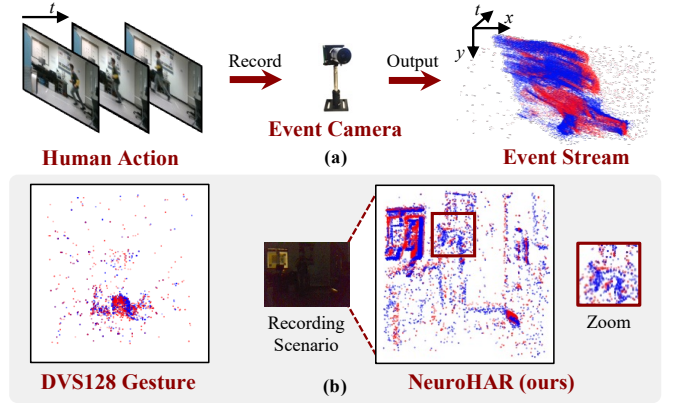 t
Record
Output
t
x
y
Human Action
Event Camera
(a)
Event Stream
Recording
Scenario
Zoom
DVS128 Gesture
(b)
NeuroHAR (ours)